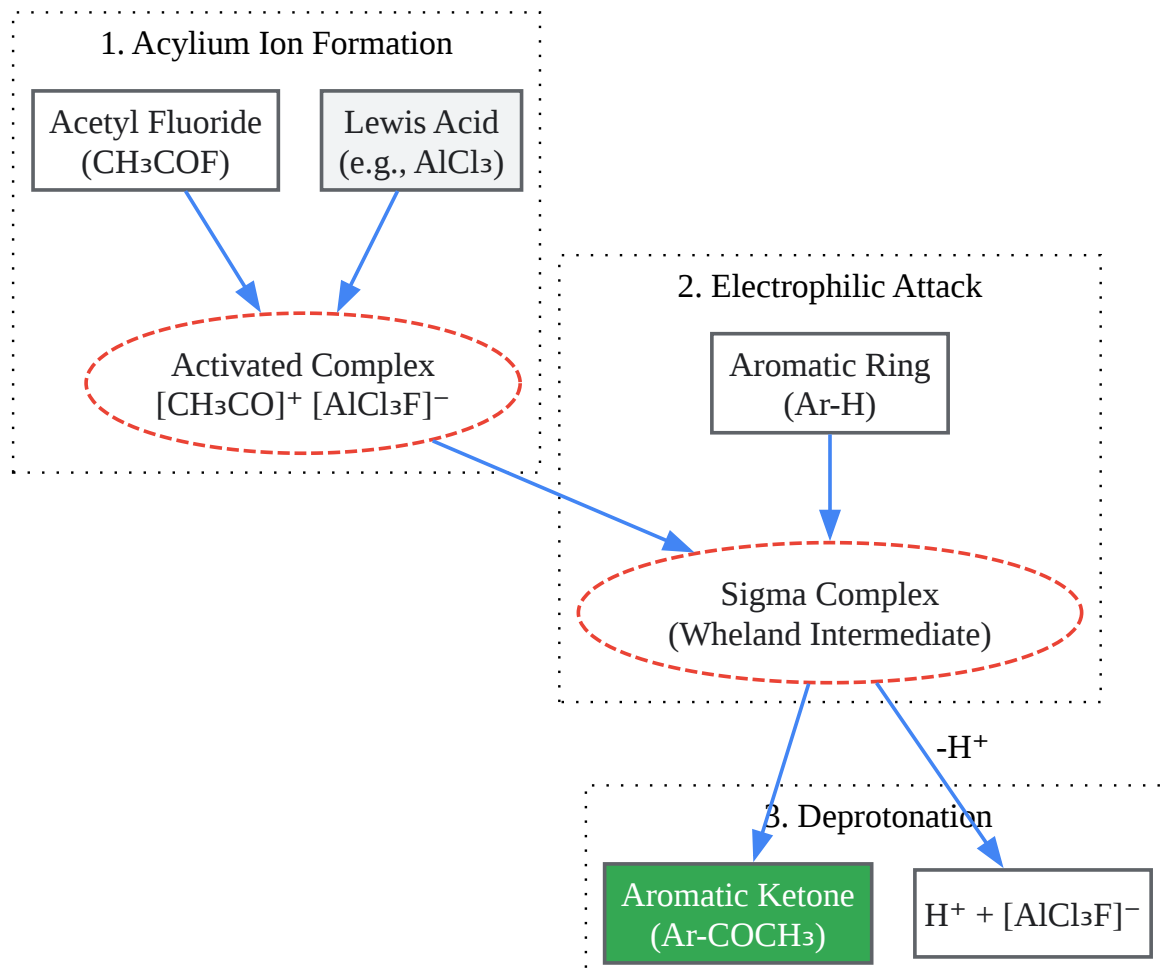 1. Acylium Ion Formation
Acetyl Fluoride
(CH₃COF)
Lewis Acid
(e.g., AlCl₃)
Activated Complex
[CH₃CO]⁺ [AlCl₃F]⁻
2. Electrophilic Attack
Aromatic Ring
(Ar-H)
Sigma Complex
(Wheland Intermediate)
-H⁺
3. Deprotonation
Aromatic Ketone
(Ar-COCH₃)
H⁺ + [AlCl₃F]⁻